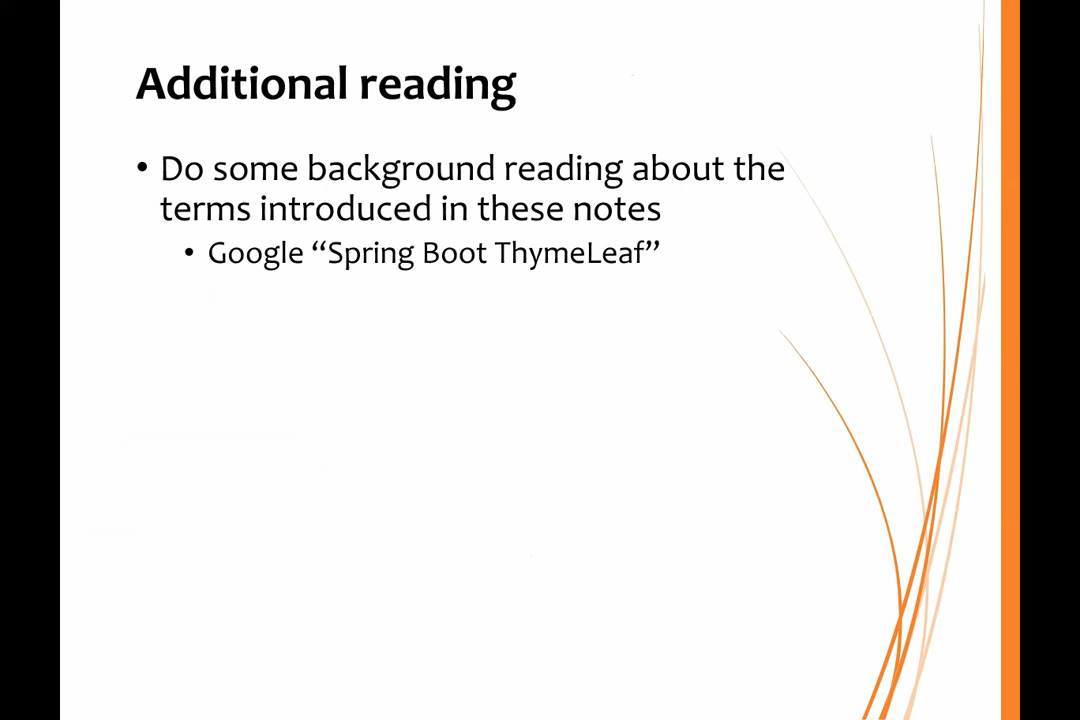 Additional reading
• Do some background reading about the
terms introduced in these notes
• Google “Spring Boot ThymeLeaf”